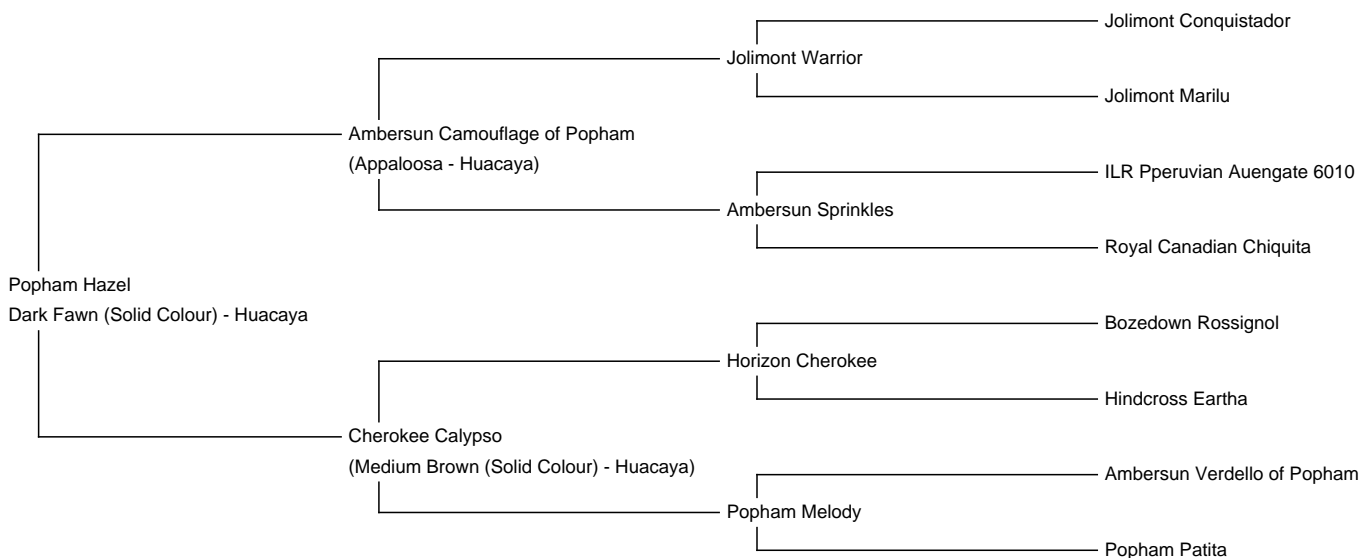 Jolimont Conquistador
Jolimont Warrior
Jolimont Marilu
Ambersun Camouflage of Popham
(Appaloosa - Huacaya)
ILR Pperuvian Auengate 6010
Ambersun Sprinkles
Royal Canadian Chiquita
Popham Hazel
Dark Fawn (Solid Colour) - Huacaya
Bozedown Rossignol
Horizon Cherokee
Hindcross Eartha
Cherokee Calypso
(Medium Brown (Solid Colour) - Huacaya)
Ambersun Verdello of Popham
Popham Melody
Popham Patita